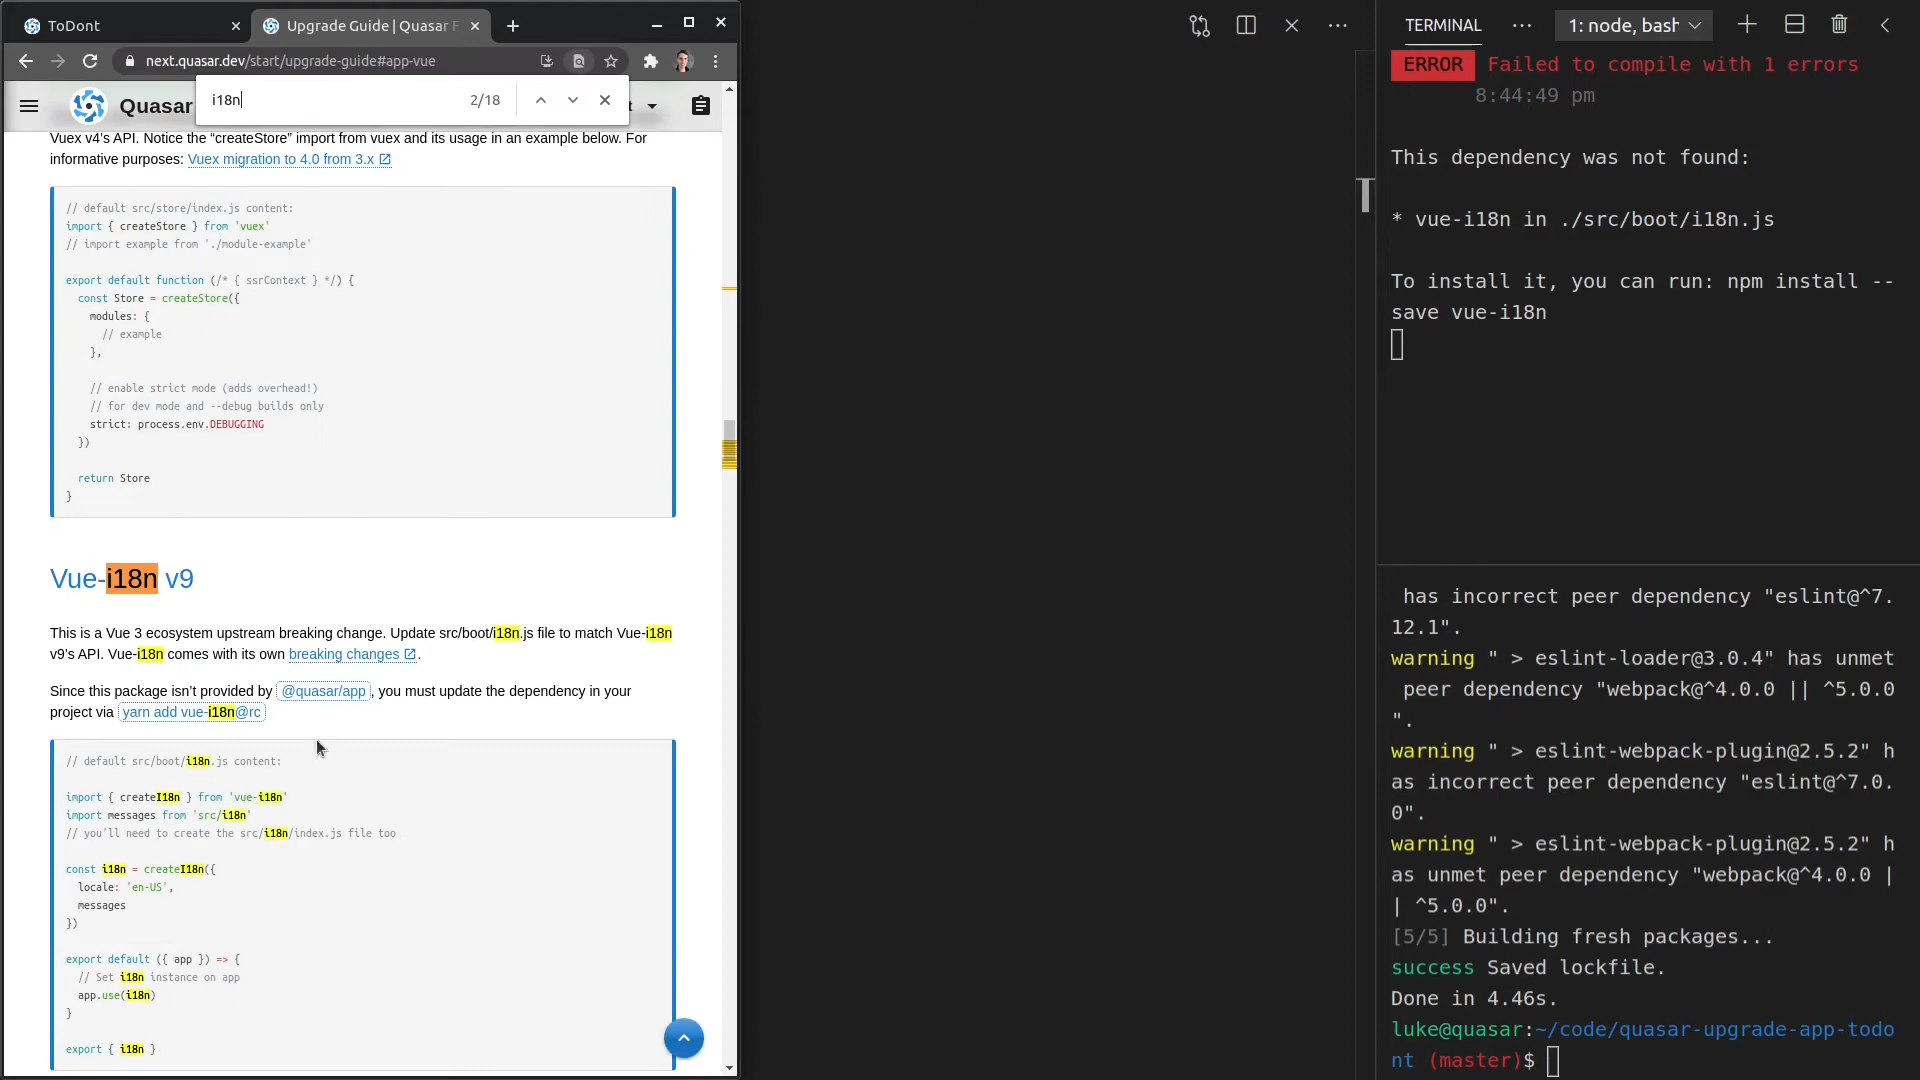 ToDont
Upgrade Guide | Quasar F
next.quasar.dev/start/upgrade-guide#app-vue
Quasar
i18n
2/18
Vuex v4's API. Notice the “createStore” import from vuex and its usage in an example below. For
informative purposes: Vuex migration to 4.0 from 3.x
// default src/store/index.js content:
import { createStore } from 'vuex'
// import example from './module-example'
export default function (/* { ssrContext } */) {
const Store = createStore({
modules: {
// example
},
// enable strict mode (adds overhead!)
// for dev mode and --debug builds only
strict: process.env.DEBUGGING
})
return Store
}
Vue-i18n v9
This is a Vue 3 ecosystem upstream breaking change. Update src/boot/i18n.js file to match Vue-i18n
v9's API. Vue-i18n comes with its own breaking changes.
Since this package isn't provided by @quasar/app, you must update the dependency in your
project via yarn add vue-i18n@rc
// default src/boot/i18n.js content:
import { createI18n } from 'vue-i18n'
import messages from 'src/i18n'
// you'll need to create the src/i18n/index.js file too
const i18n = createI18n({
locale: 'en-US',
messages
})
export default ({ app }) => {
// Set i18n instance on app
app.use(i18n)
}
export { i18n }
TERMINAL
1: node, bash
ERROR Failed to compile with 1 errors
8:44:49 pm
This dependency was not found:
* vue-i18n in ./src/boot/i18n.js
To install it, you can run: npm install --
save vue-i18n
has incorrect peer dependency "eslint@^7.
12.1".
warning " > eslint-loader@3.0.4" has unmet
peer dependency "webpack@^4.0.0 || ^5.0.0
".
warning " > eslint-webpack-plugin@2.5.2" h
as incorrect peer dependency "eslint@^7.0.
0".
warning " > eslint-webpack-plugin@2.5.2" h
as unmet peer dependency "webpack@^4.0.0 |
| ^5.0.0".
[5/5] Building fresh packages...
success Saved lockfile.
Done in 4.46s.
luke@quasar:~/code/quasar-upgrade-app-todo
nt (master)$